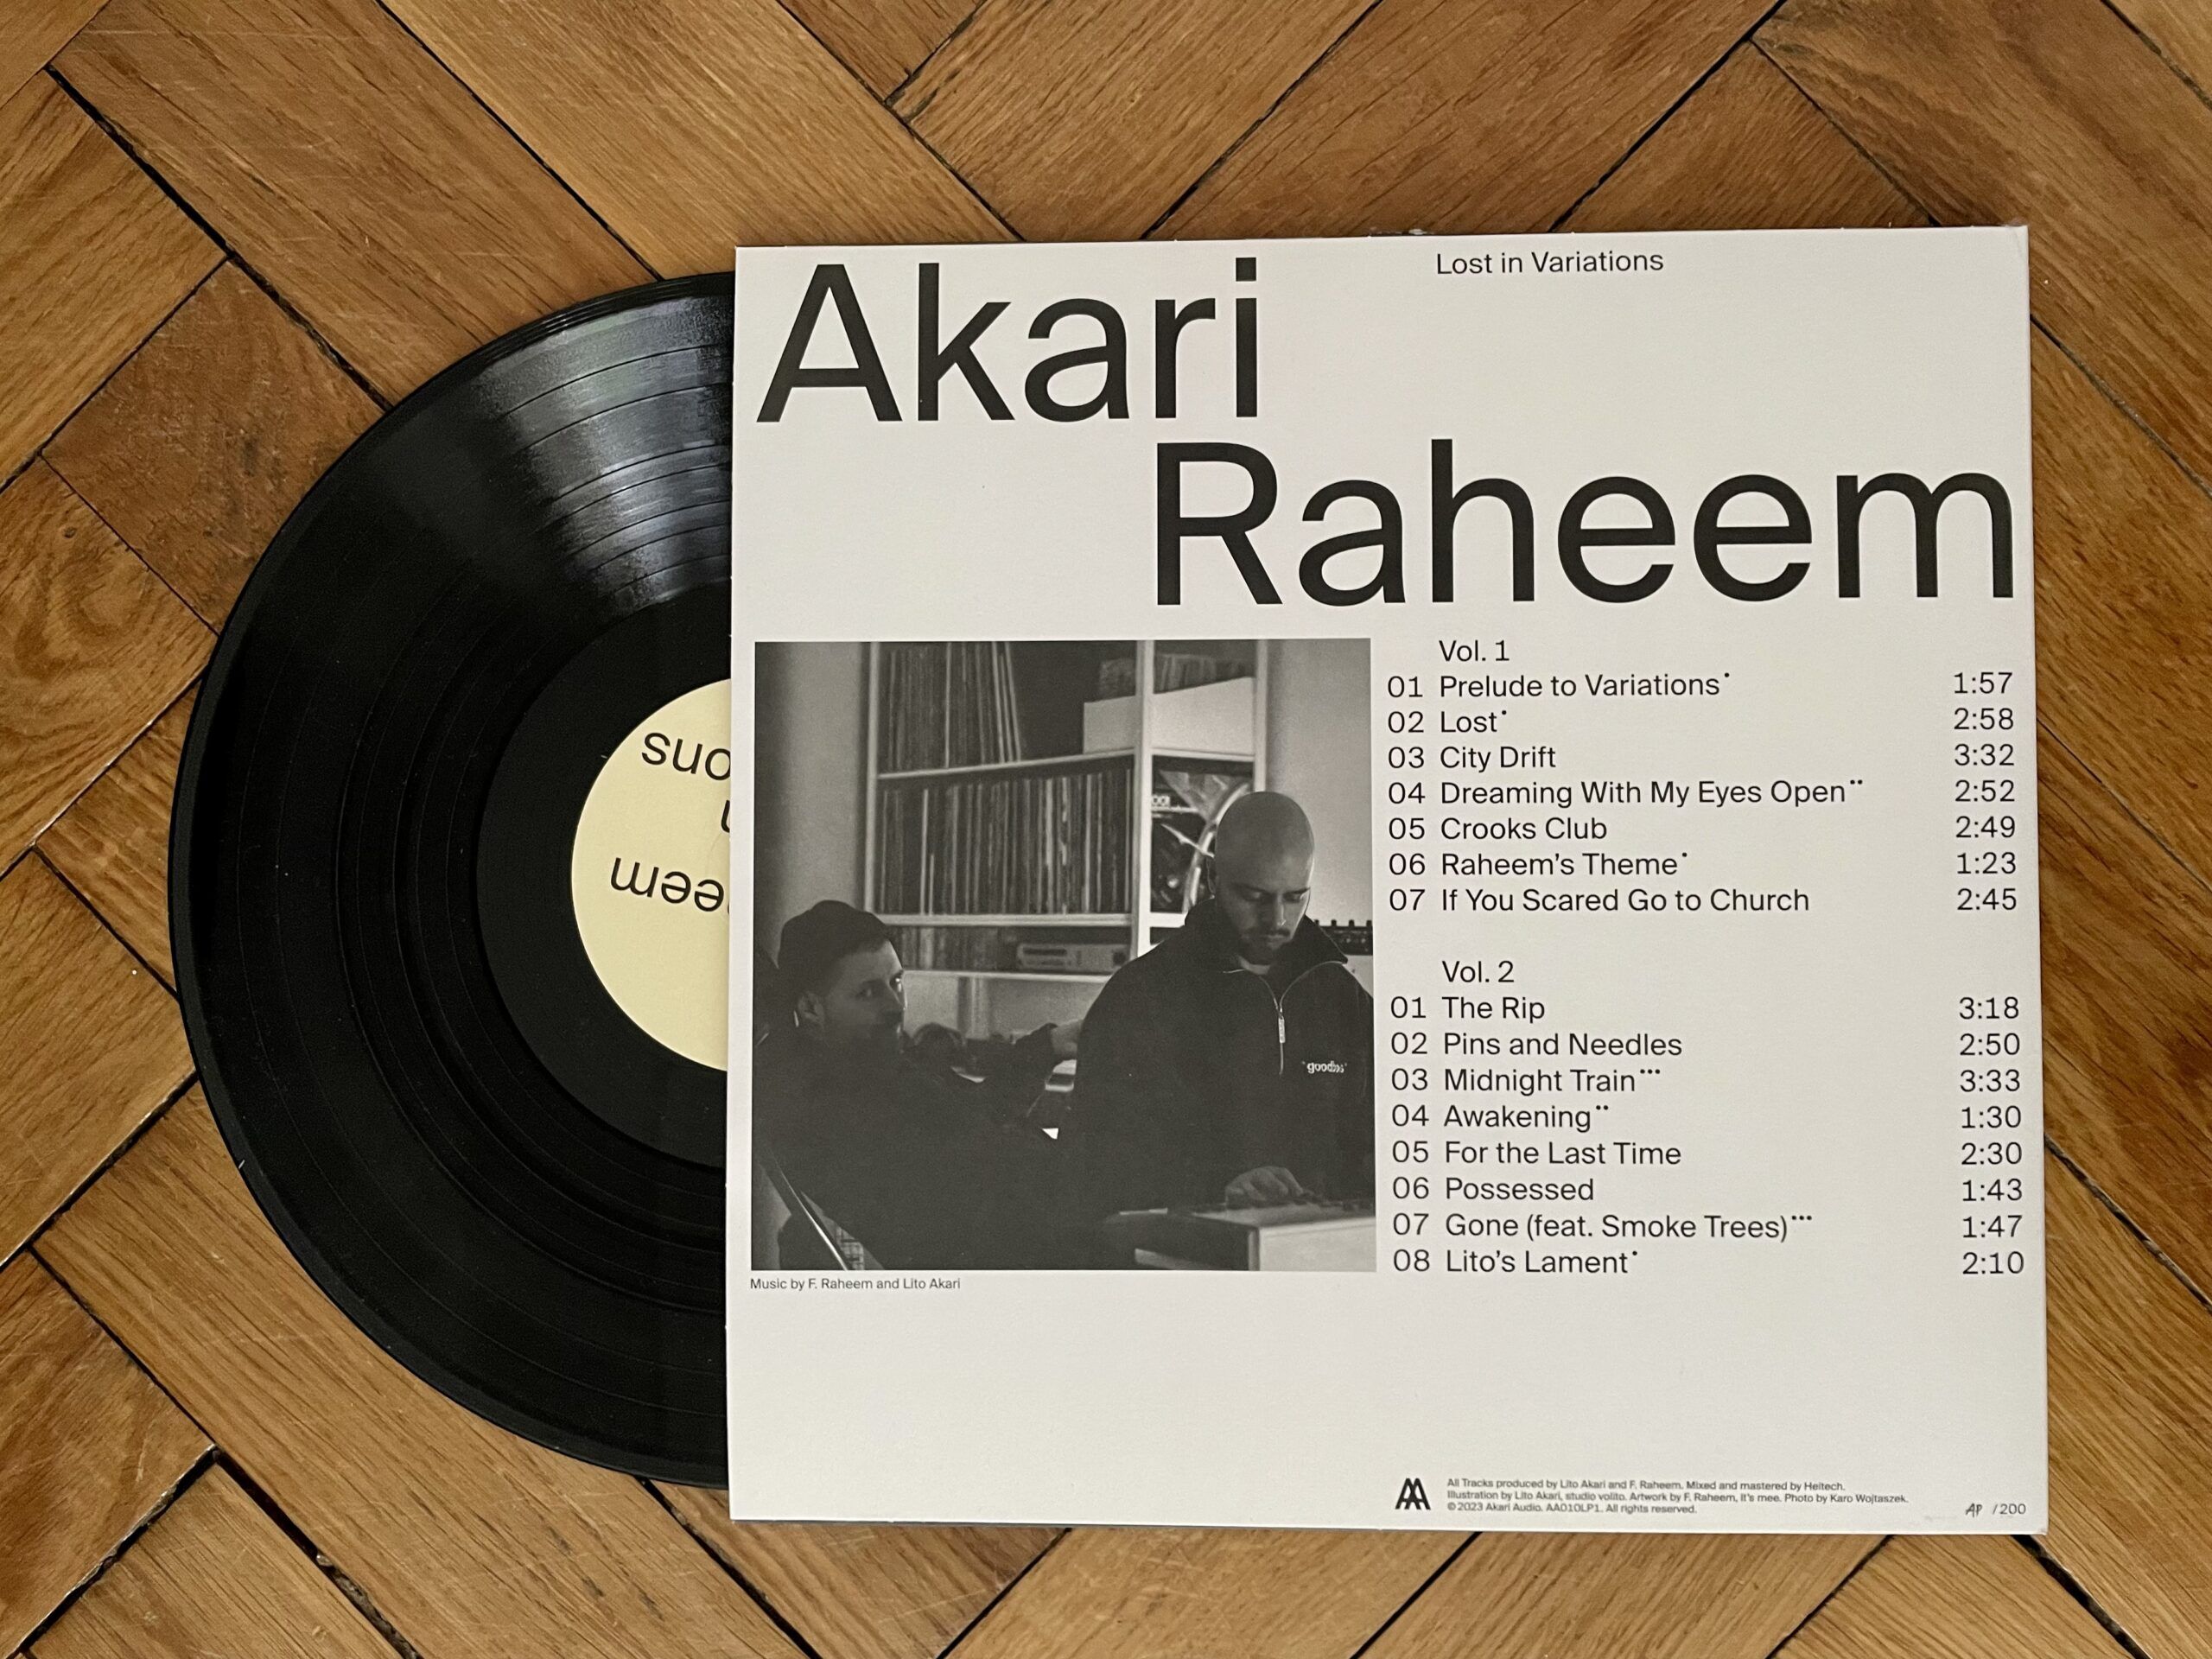 Lost in Variations
Akari
Raheem
Vol. 1
01 Prelude to Variations• 1:57
02 Lost• 2:58
03 City Drift 3:32
04 Dreaming With My Eyes Open•• 2:52
05 Crooks Club 2:49
06 Raheem’s Theme• 1:23
07 If You Scared Go to Church 2:45
Vol. 2
01 The Rip 3:18
02 Pins and Needles 2:50
03 Midnight Train••• 3:33
04 Awakening•• 1:30
05 For the Last Time 2:30
06 Possessed 1:43
07 Gone (feat. Smoke Trees)••• 1:47
08 Lito’s Lament• 2:10
Music by F. Raheem and Lito Akari
All Tracks produced by Lito Akari and F. Raheem. Mixed and mastered by Heitech.
Illustration by Lito Akari, studio volito. Artwork by F. Raheem, It’s mee. Photo by Karo Wojtaszek.
©2023 Akari Audio. AA010LP1. All rights reserved.
AP /200
eem
ons